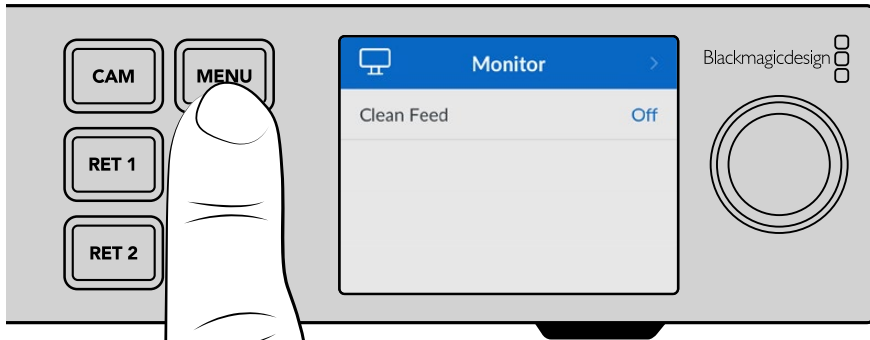 CAM
MENU
RET 1
RET 2
Monitor
Clean Feed Off
Blackmagicdesign